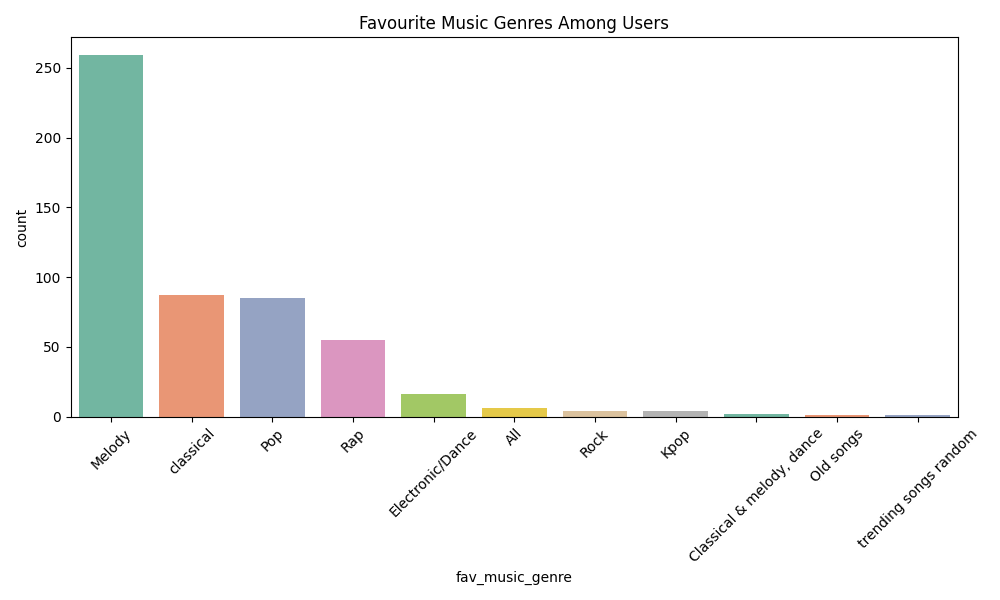 Favourite Music Genres Among Users
250
200
150
100
50
0
count
Melody
classical
Pop
Rap
Electronic/Dance
All
Rock
Kpop
Classical & melody, dance
Old songs
trending songs random
fav_music_genre